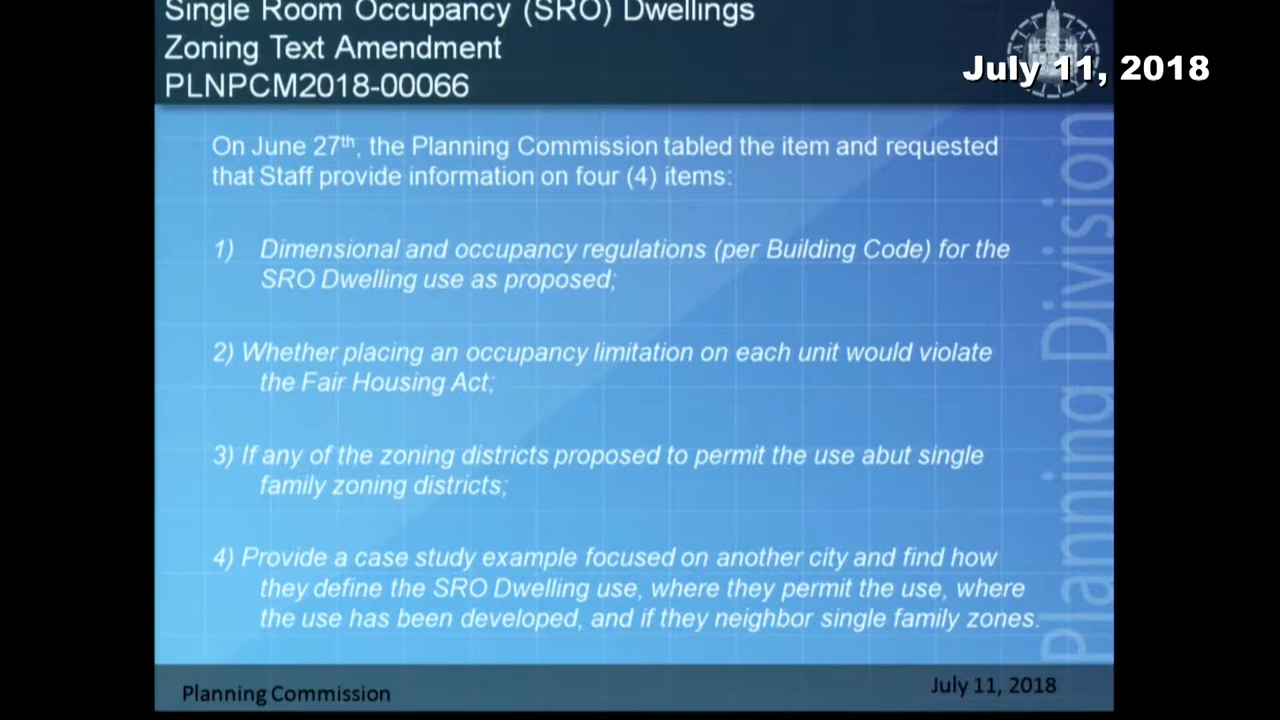 Single Room Occupancy (SRO) Dwellings
Zoning Text Amendment
PLNPCM2018-00066
July 11, 2018
On June 27th, the Planning Commission tabled the item and requested
that Staff provide information on four (4) items:
1) Dimensional and occupancy regulations (per Building Code) for the
SRO Dwelling use as proposed;
2) Whether placing an occupancy limitation on each unit would violate
the Fair Housing Act;
3) If any of the zoning districts proposed to permit the use abut single
family zoning districts;
4) Provide a case study example focused on another city and find how
they define the SRO Dwelling use, where they permit the use, where
the use has been developed, and if they neighbor single family zones.
Planning Division
Planning Commission
July 11, 2018